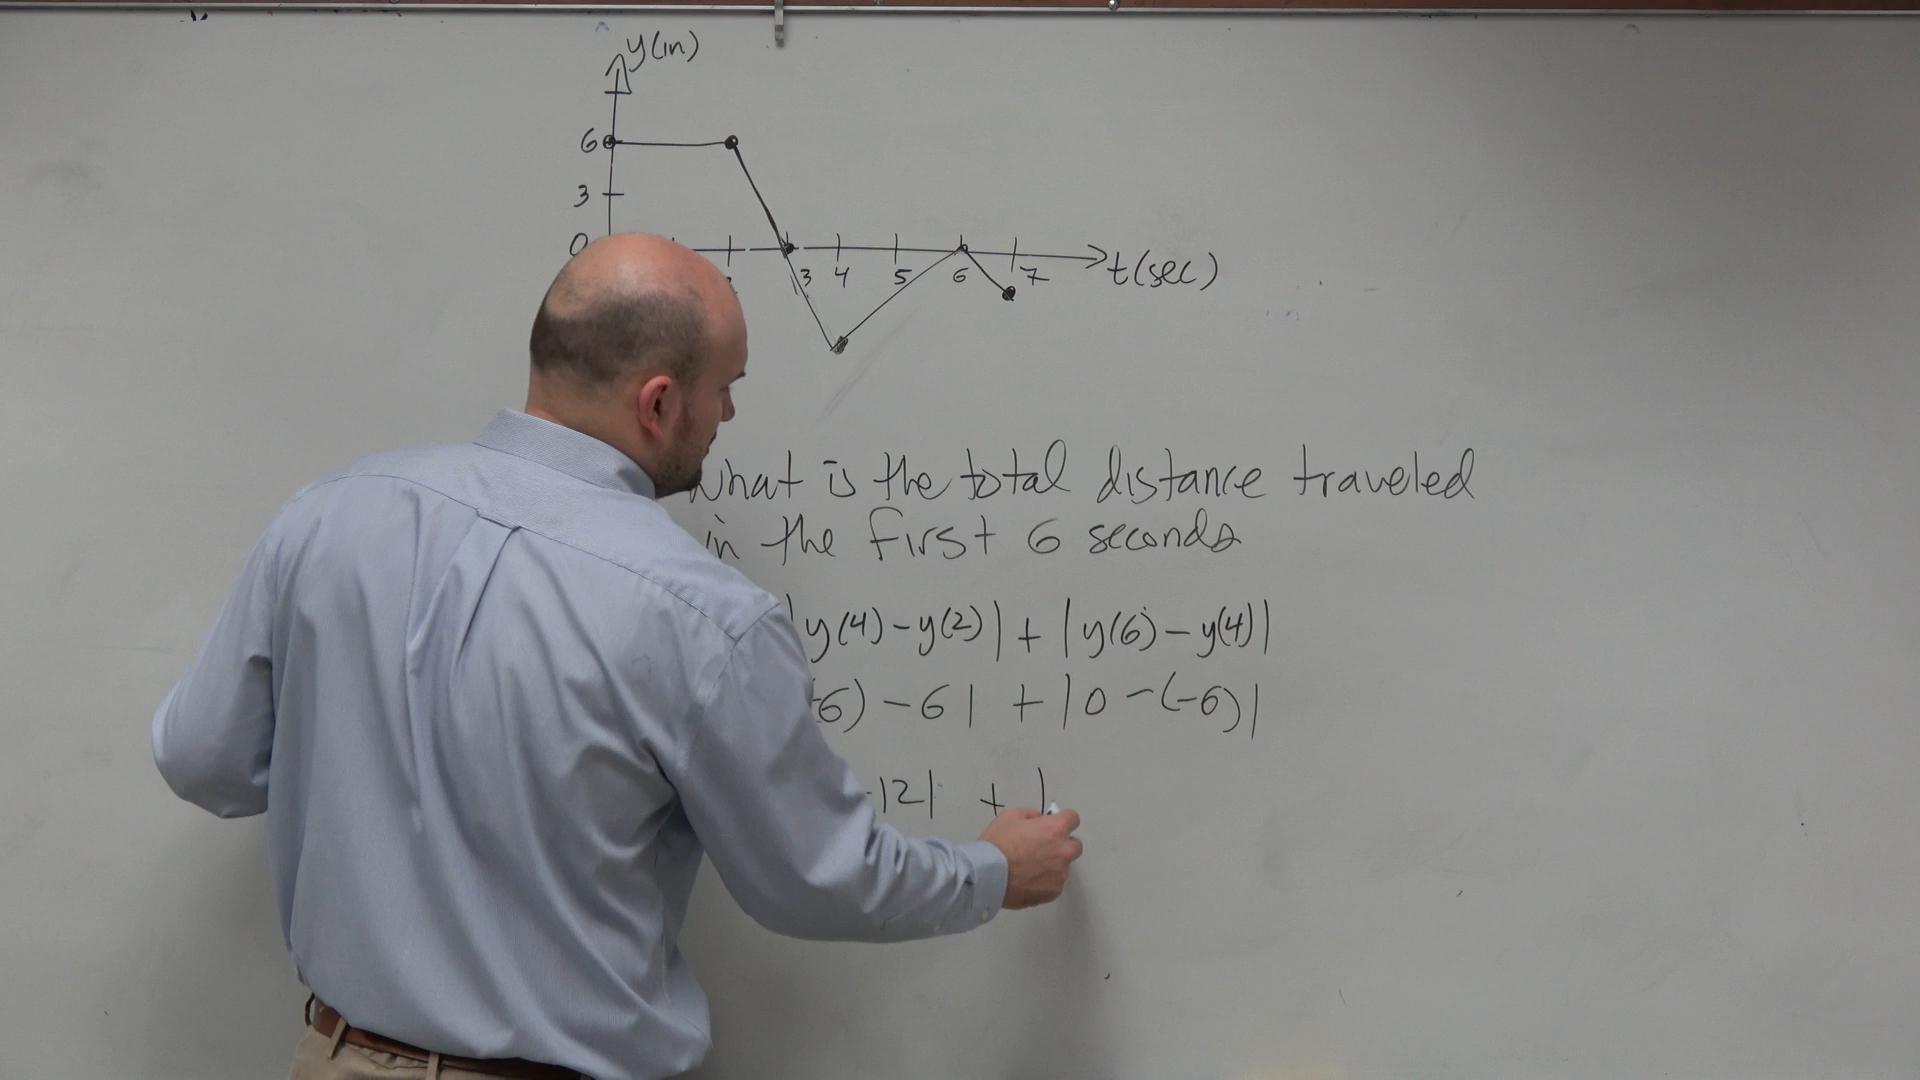 y(in)
6
3
0
3 4 5 6 7 t(sec)
What is the total distance traveled
in the first 6 seconds
|y(4)-y(2)| + |y(6)-y(4)|
6) - 6| + |0 - (-6)|
-12| + |